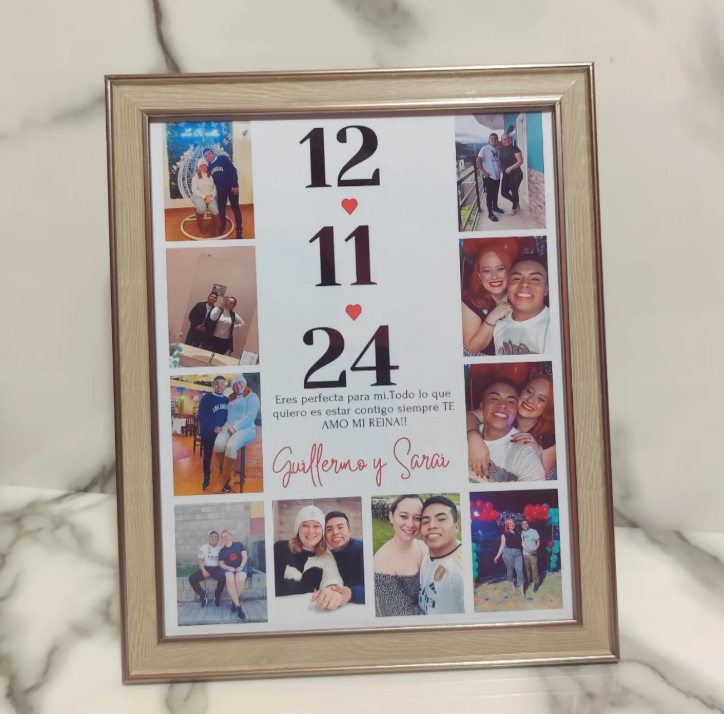 12
11
24
Eres perfecta para mi.Todo lo que
quiero es estar contigo siempre TE
AMO MI REINA!!
Guillermo y Sarai